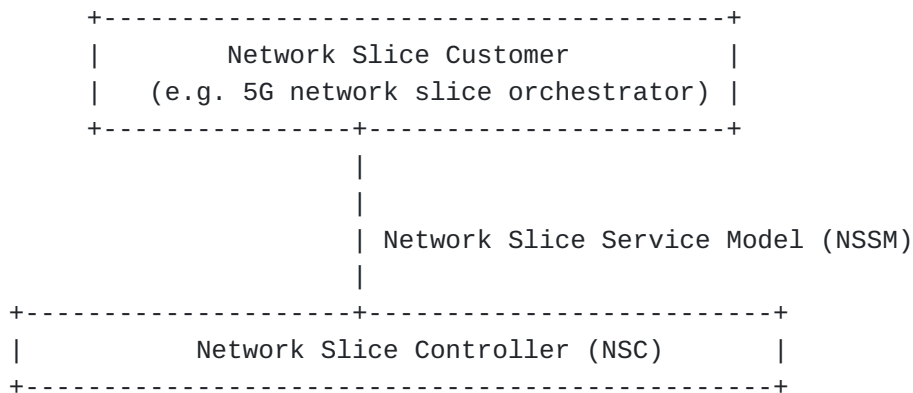 Network Slice Customer
(e.g. 5G network slice orchestrator)
Network Slice Service Model (NSSM)
Network Slice Controller (NSC)